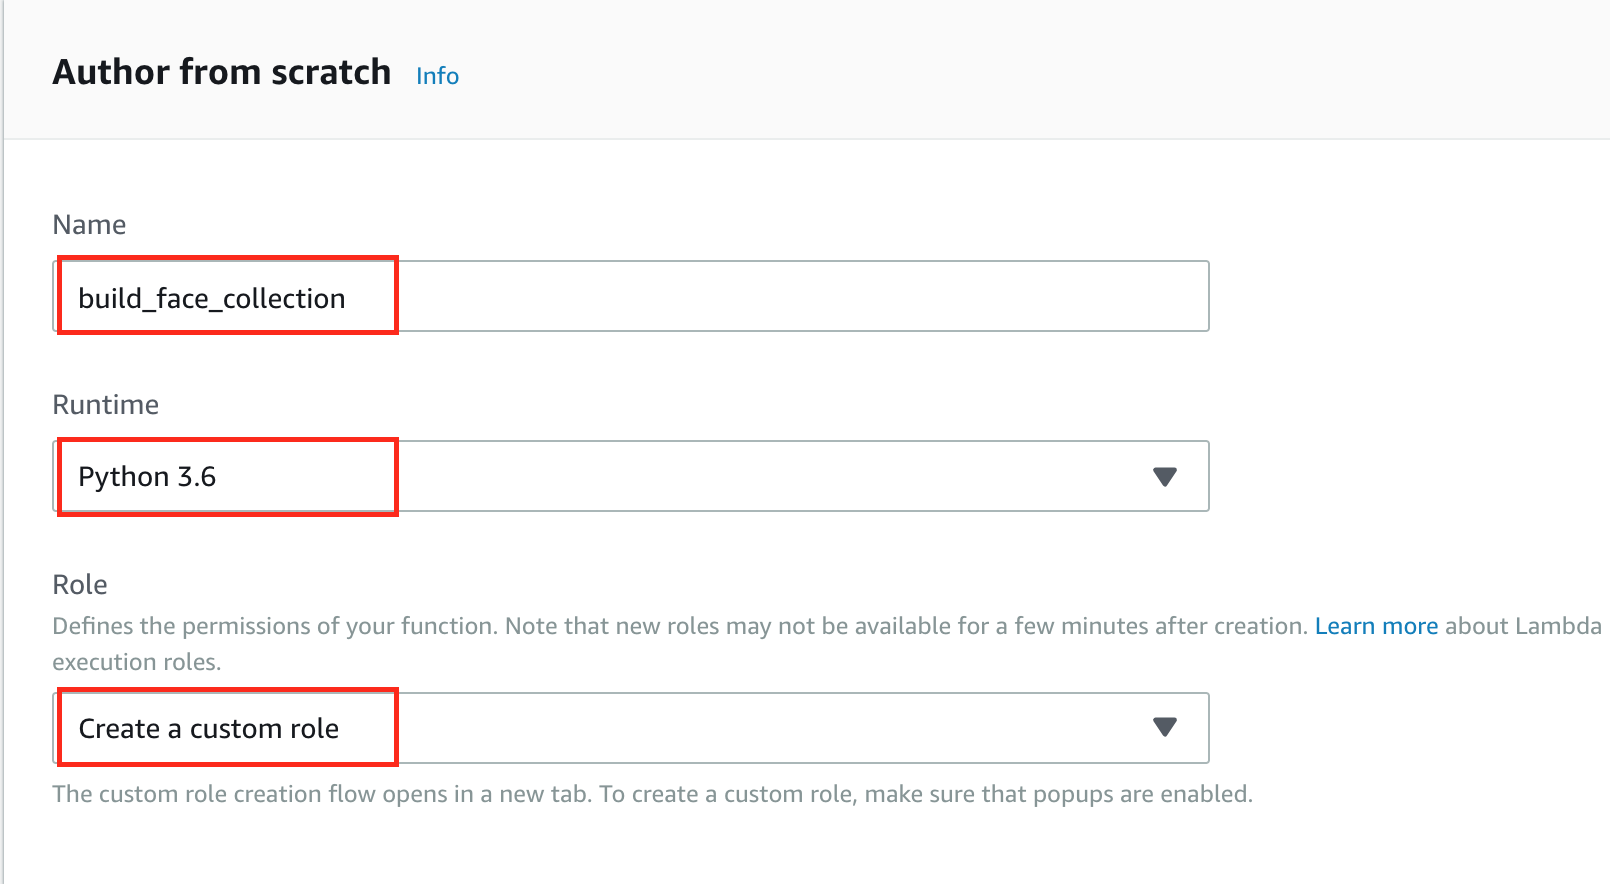 Author from scratch Info
Name
build_face_collection
Runtime
Python 3.6
Role
Defines the permissions of your function. Note that new roles may not be available for a few minutes after creation. Learn more about Lambda
execution roles.
Create a custom role
The custom role creation flow opens in a new tab. To create a custom role, make sure that popups are enabled.